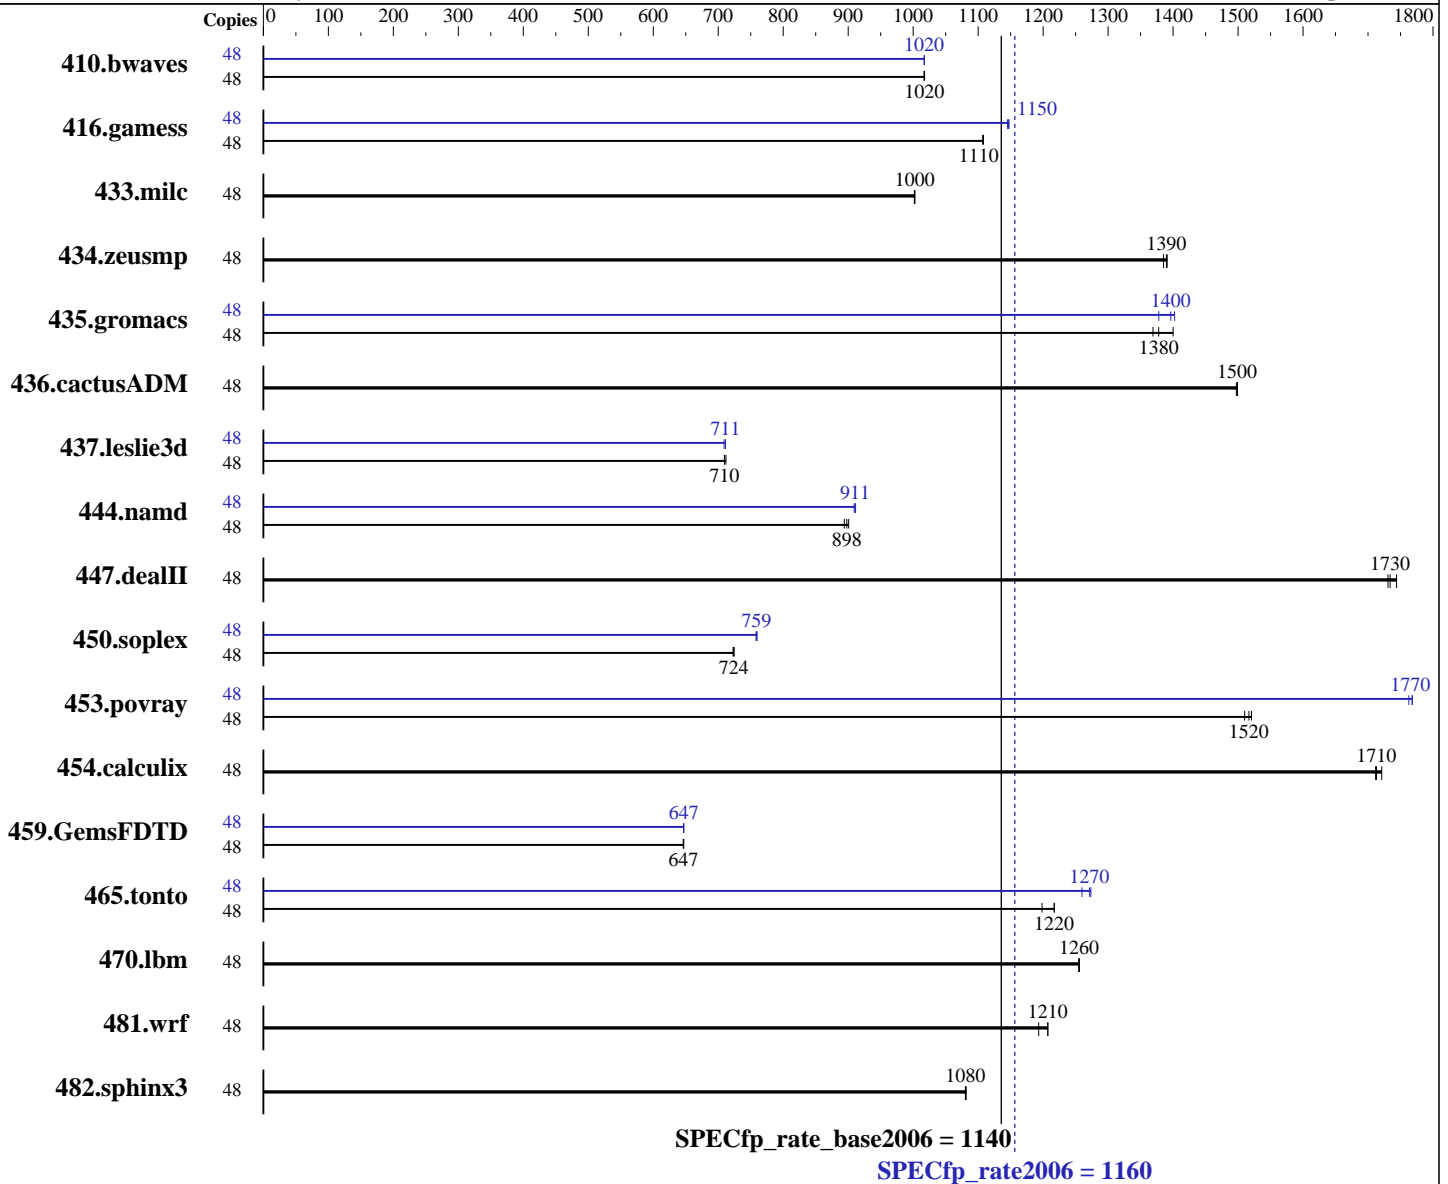 Copies 0 100 200 300 400 500 600 700 800 900 1000 1100 1200 1300 1400 1500 1600 1800
410.bwaves 48 1020
48 1020
416.gamess 48 1150
48 1110
433.milc 48 1000
434.zeusmp 48 1390
435.gromacs 48 1400
48 1380
436.cactusADM 48 1500
437.leslie3d 48 711
48 710
444.namd 48 911
48 898
447.dealII 48 1730
450.soplex 48 759
48 724
453.povray 48 1770
48 1520
454.calculix 48 1710
459.GemsFDTD 48 647
48 647
465.tonto 48 1270
48 1220
470.lbm 48 1260
481.wrf 48 1210
482.sphinx3 48 1080
SPECfp_rate_base2006 = 1140
SPECfp_rate2006 = 1160